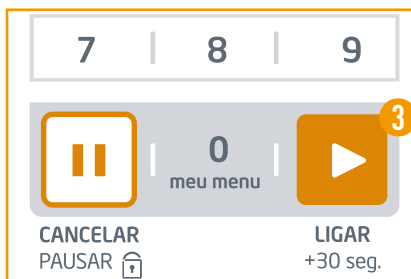 7 8 9
3
0
meu menu
CANCELAR LIGAR
PAUSAR +30 seg.